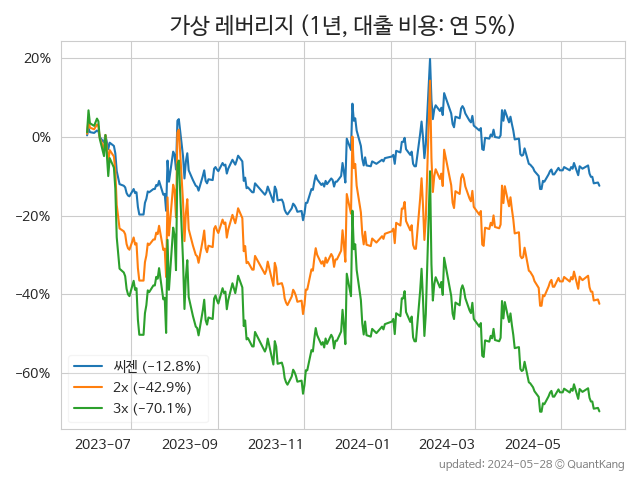 가상 레버리지 (1년, 대출 비용: 연 5%)
20%
0%
−20%
−40%
−60%
씨젠 (−12.8%)
2x (−42.9%)
3x (−70.1%)
2023−07 2023−09 2023−11 2024−01 2024−03 2024−05
updated: 2024−05−28 © QuantKang